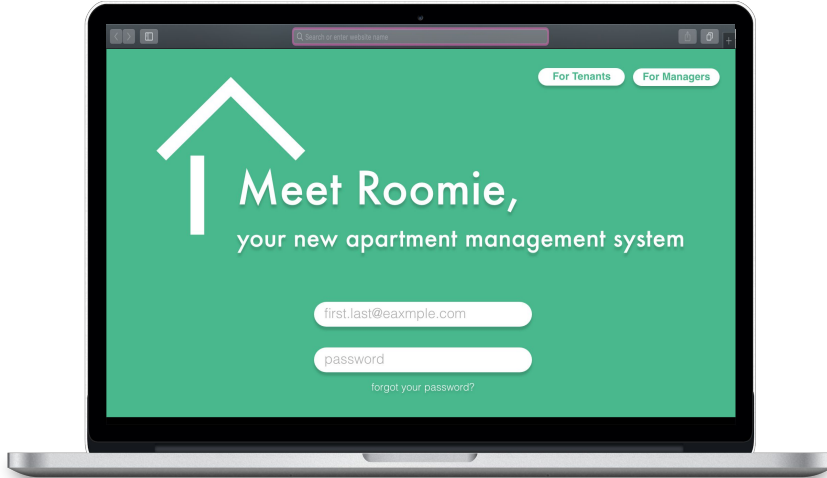 Search or enter website name
For Tenants
For Managers
Meet Roomie,
your new apartment management system
first.last@eaxmple.com
password
forgot your password?